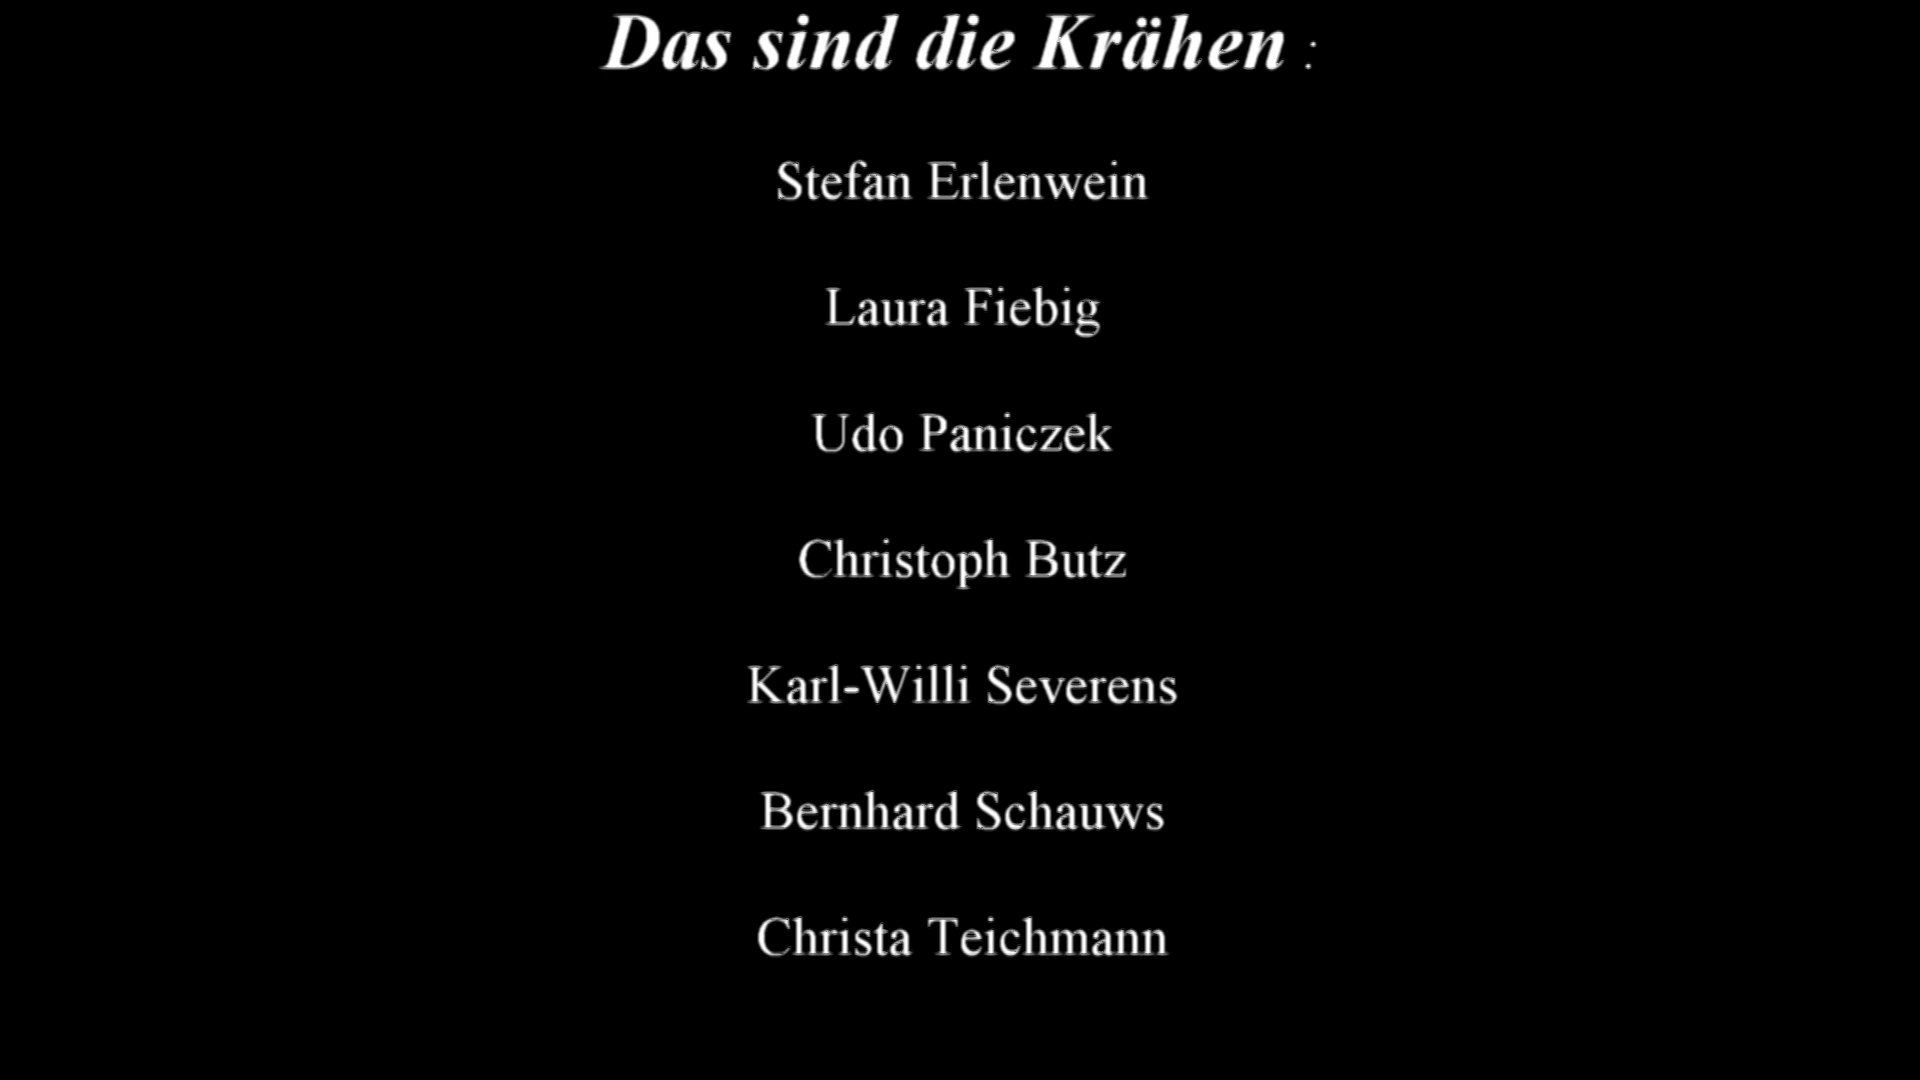 Das sind die Krähen :
Stefan Erlenwein
Laura Fiebig
Udo Paniczek
Christoph Butz
Karl-Willi Severens
Bernhard Schauws
Christa Teichmann